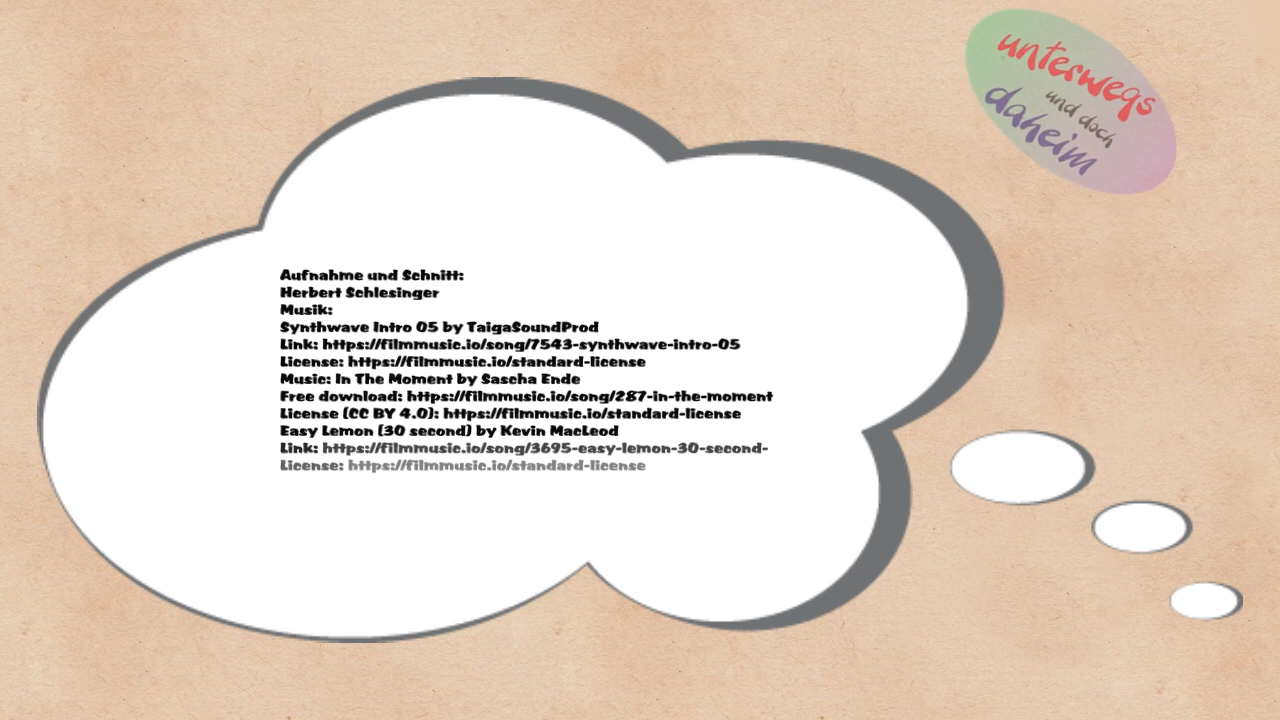 unterwegs
und doch
daheim
Aufnahme und Schnitt:
Herbert Schlesinger
Musik:
Synthwave Intro 05 by TaigaSoundProd
Link: https://filmmusic.io/song/7543-synthwave-intro-05
License: https://filmmusic.io/standard-license
Music: In The Moment by Sascha Ende
Free download: https://filmmusic.io/song/287-in-the-moment
License (CC BY 4.0): https://filmmusic.io/standard-license
Easy Lemon (30 second) by Kevin MacLeod
Link: https://filmmusic.io/song/3695-easy-lemon-30-second-
License: https://filmmusic.io/standard-license